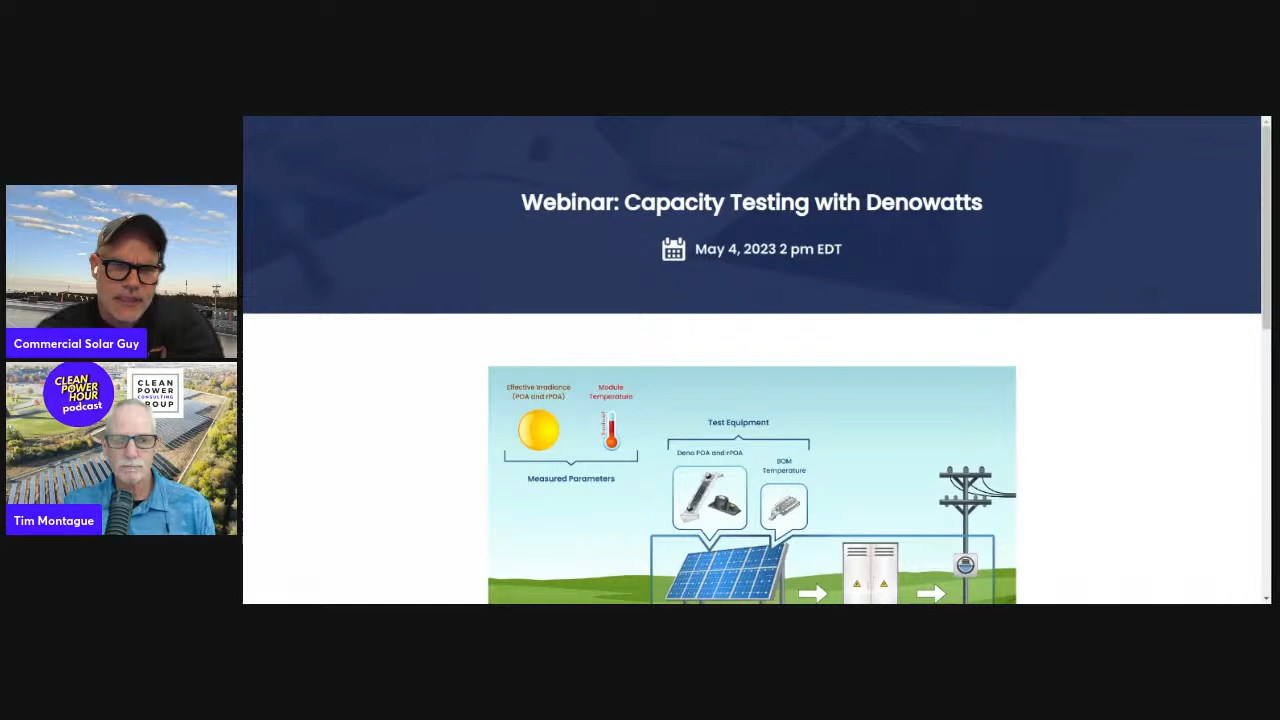 Webinar: Capacity Testing with Denowatts
May 4, 2023 2 pm EDT
Commercial Solar Guy
CLEAN
POWER
HOUR
podcast
CLEAN
POWER
CONSULTING
GROUP
Tim Montague
Effective Irradiance
(POA and rPOA)
Module
Temperature
Measured Parameters
Test Equipment
Deno POA and rPOA
BOM
Temperature